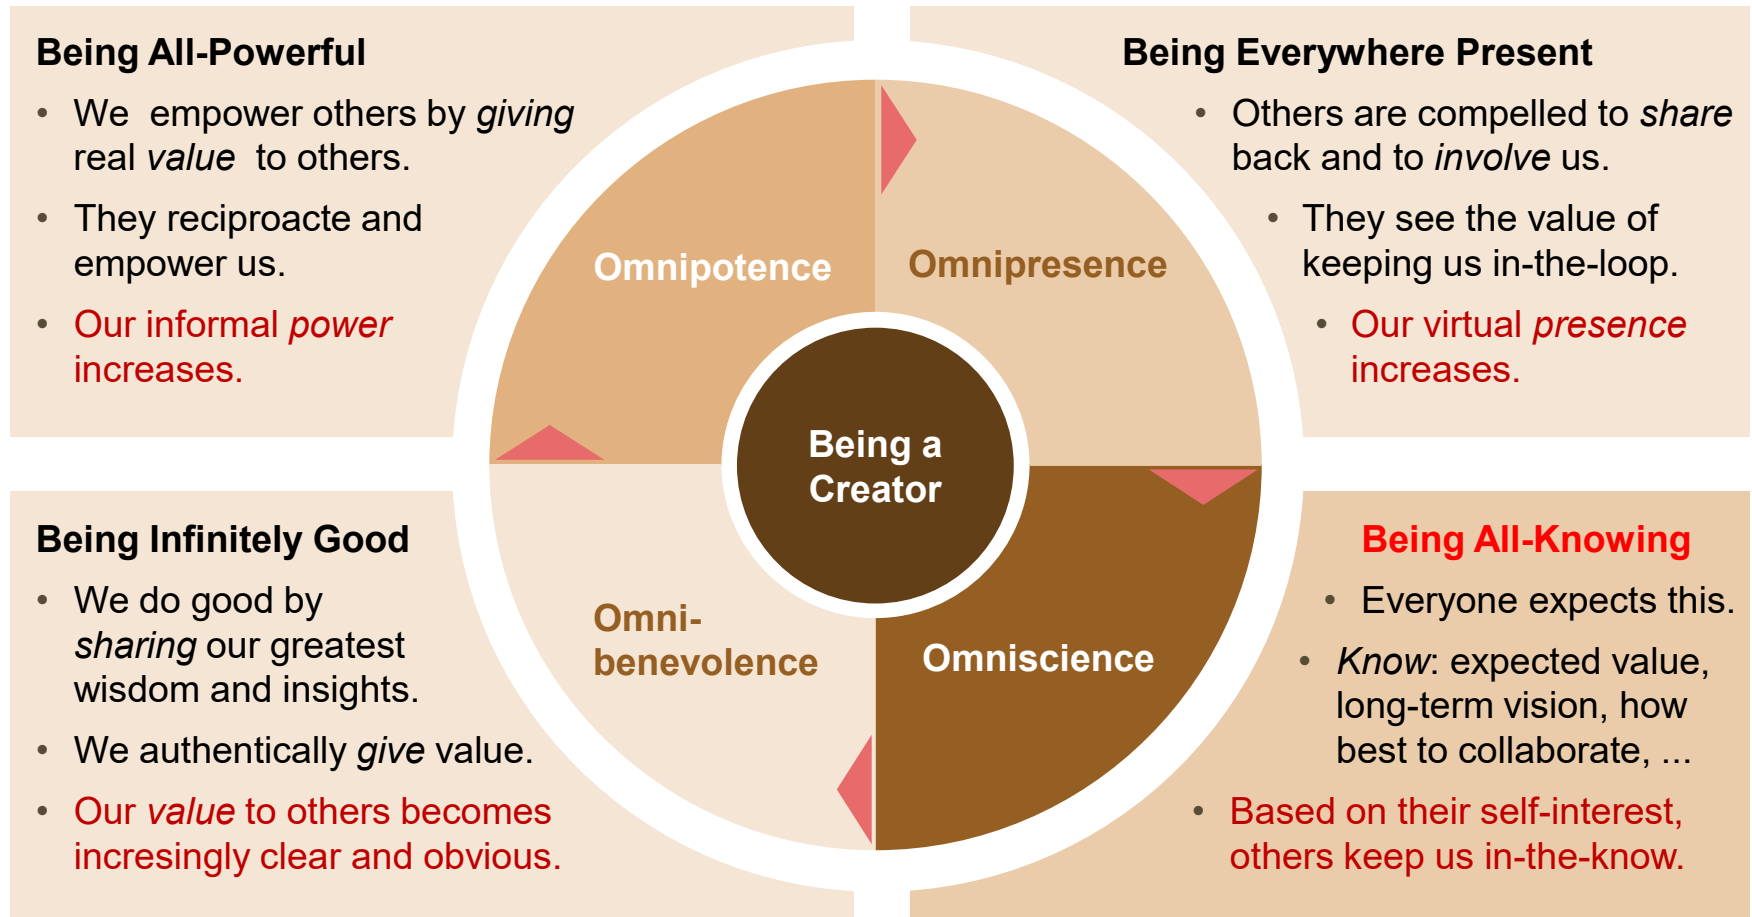 Being All-Powerful
• We  empower others by giving
real value  to others.
• They reciproacte and
empower us.
• Our informal power
increases.
Being Everywhere Present
• Others are compelled to share
back and to involve us.
• They see the value of
keeping us in-the-loop.
• Our virtual presence
increases.
Omnipotence
Omnipresence
Being a
Creator
Omni-
benevolence
Omniscience
Being Infinitely Good
• We do good by
sharing our greatest
wisdom and insights.
• We authentically give value.
• Our value to others becomes
incresingly clear and obvious.
Being All-Knowing
• Everyone expects this.
• Know: expected value,
long-term vision, how
best to collaborate, ...
• Based on their self-interest,
others keep us in-the-know.